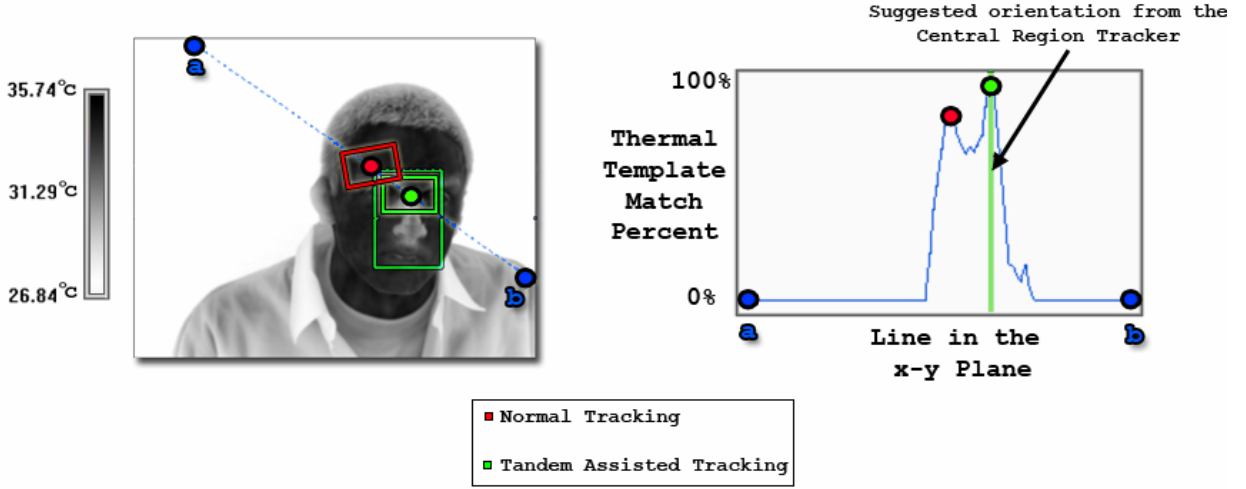 Suggested orientation from the
Central Region Tracker
a
35.74°C
31.29°C
26.84°C
b
100%
Thermal
Template
Match
Percent
0%
a
b
Line in the
x-y Plane
Normal Tracking
Tandem Assisted Tracking